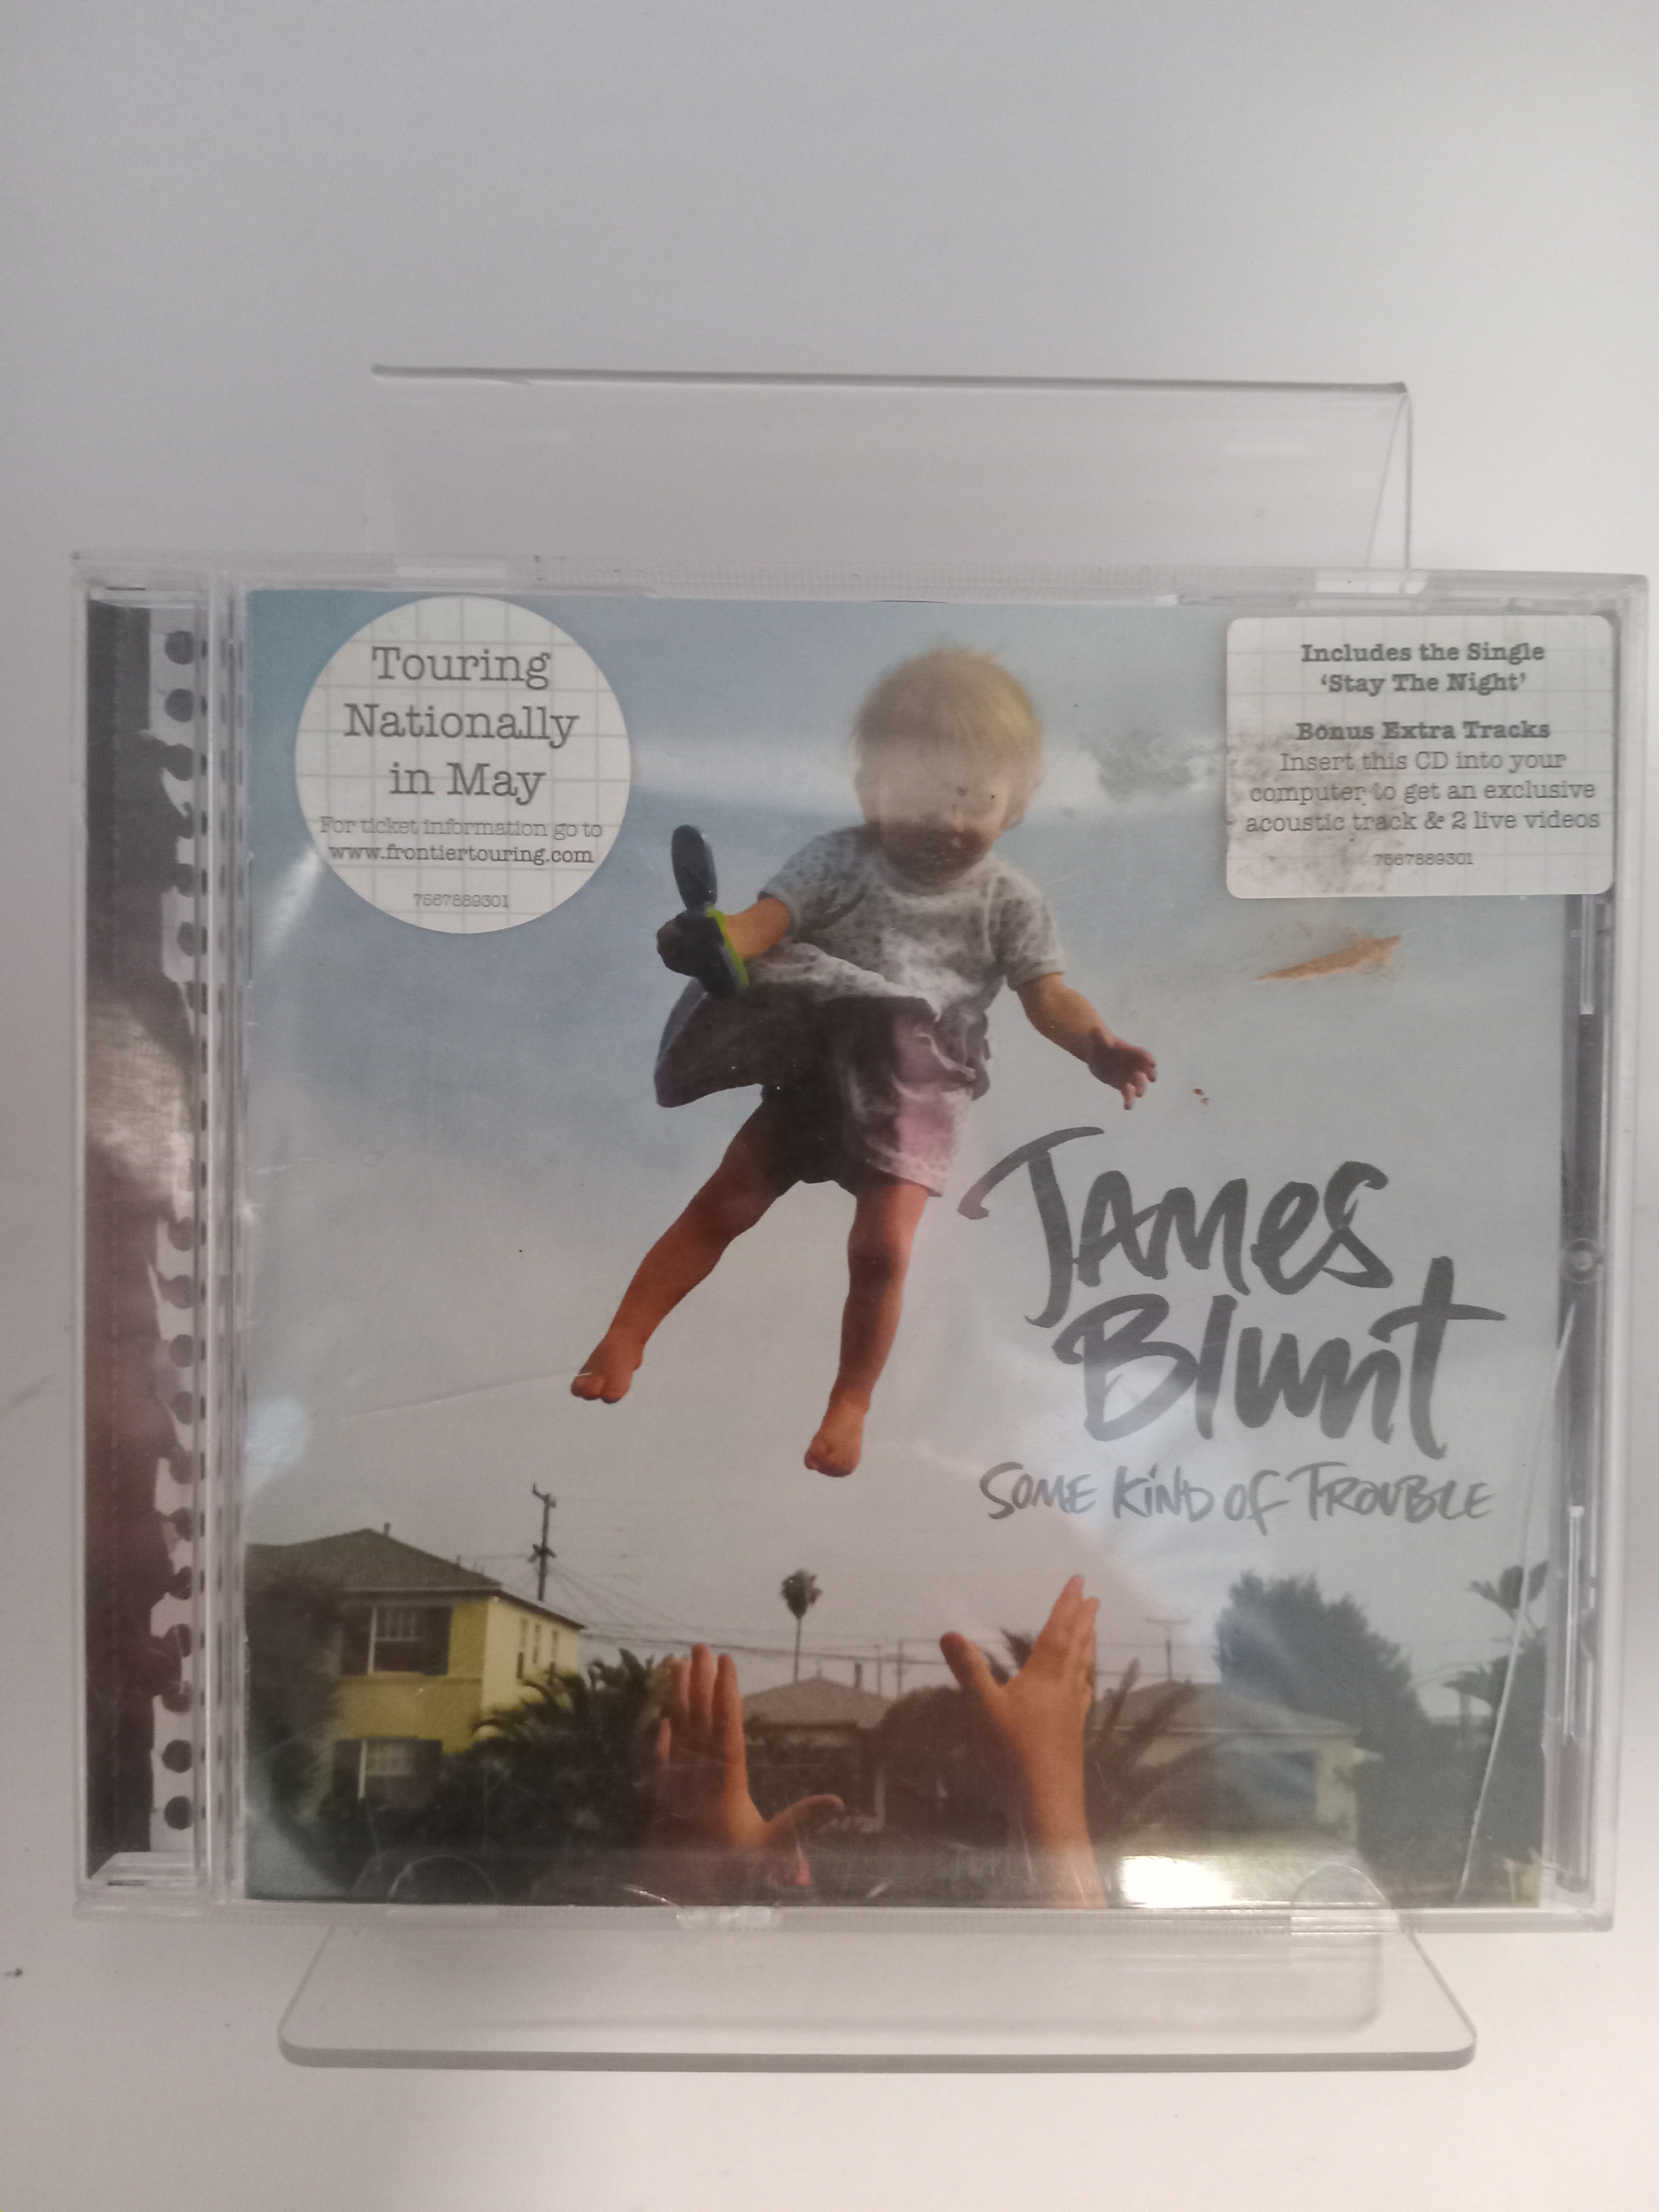 Touring
Nationally
in May
For ticket information go to
www.frontiertouring.com
7567889301
Includes the Single
‘Stay The Night’
Bonus Extra Tracks
Insert this CD into your
computer to get an exclusive
acoustic track & 2 live videos
7567889301
James
Blunt
Some Kind of Trouble